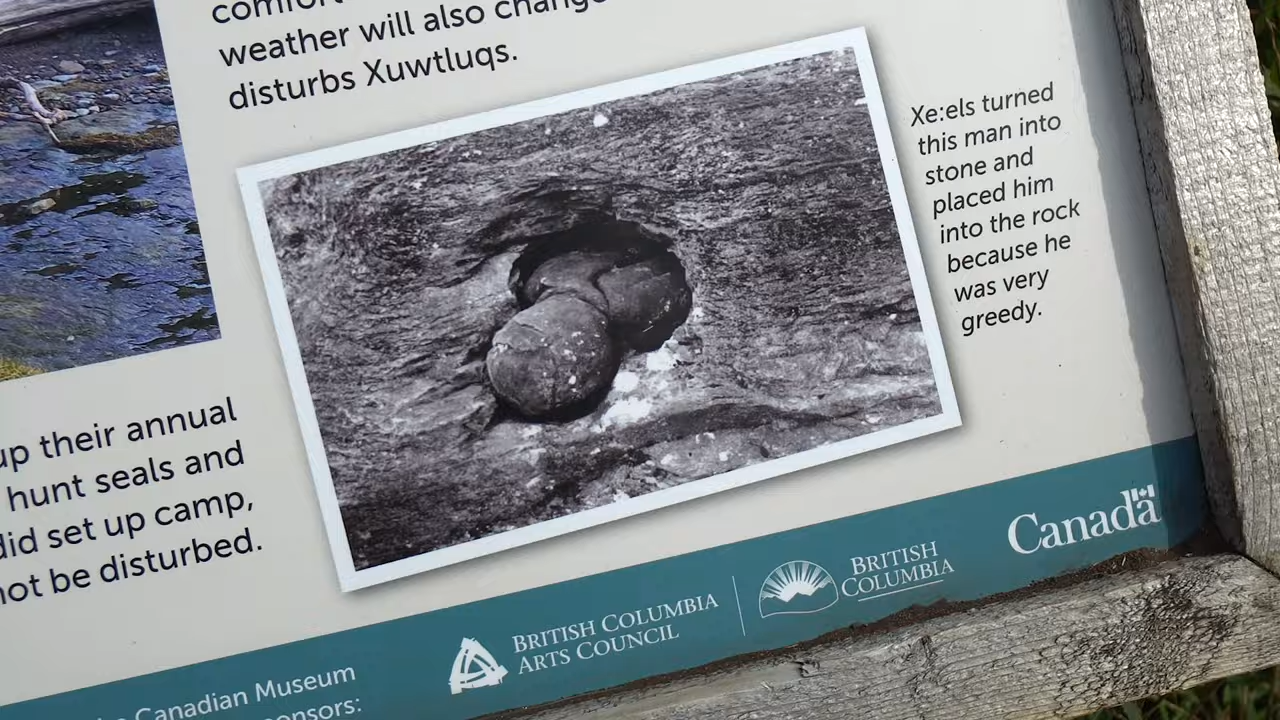 comfort
weather will also change
disturbs Xuwtluqs.
Xe:els turned
this man into
stone and
placed him
into the rock
because he
was very
greedy.
up their annual
hunt seals and
did set up camp,
not be disturbed.
BRITISH COLUMBIA
ARTS COUNCIL
BRITISH
COLUMBIA
Canada
Canadian Museum